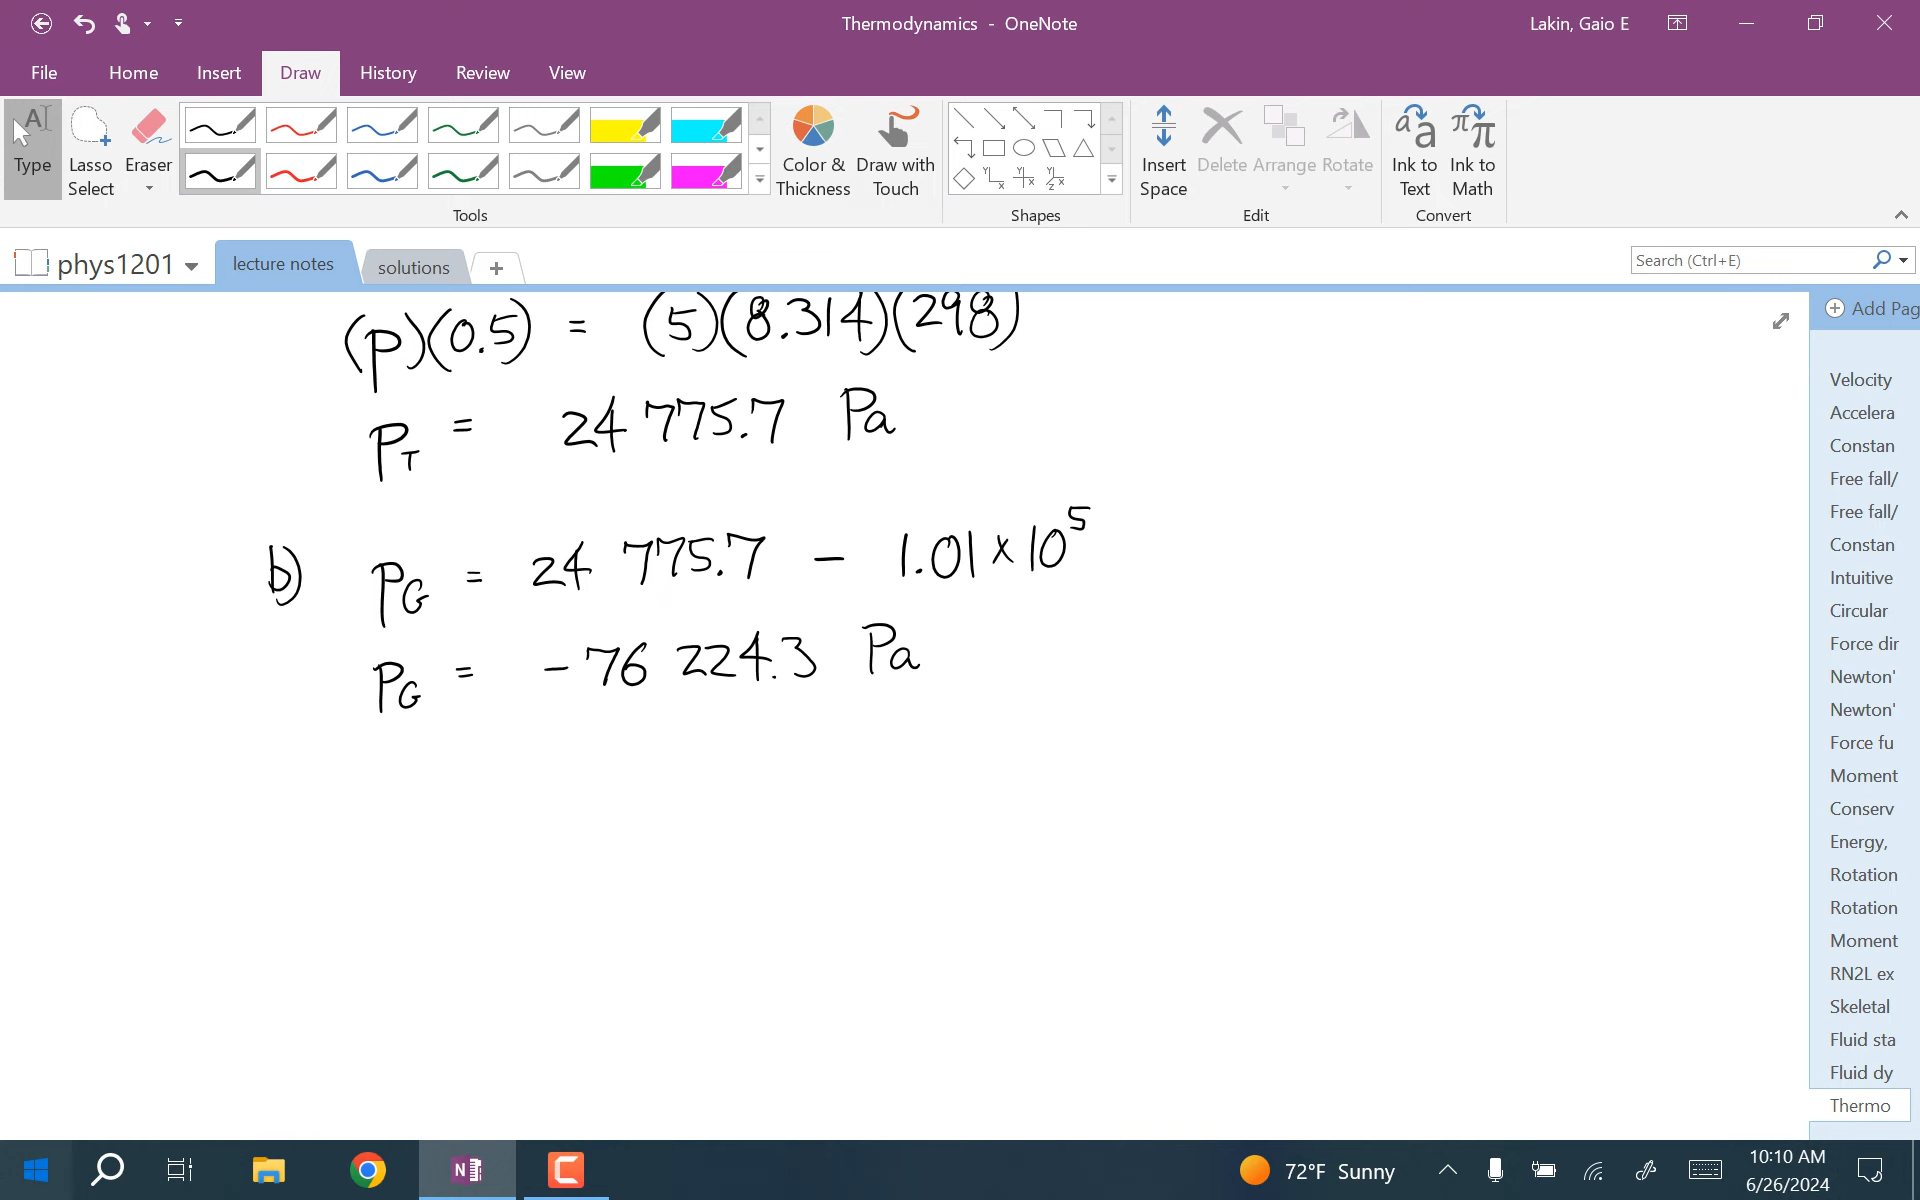 Thermodynamics - OneNote
Lakin, Gaio E
File Home Insert Draw History Review View
Type
Lasso Select
Eraser
Color & Thickness
Draw with Touch
Insert Space
Delete
Arrange
Rotate
Ink to Text
Ink to Math
Tools
Shapes
Edit
Convert
phys1201
lecture notes
solutions
Search (Ctrl+E)
(p)(0.5) = (5)(8.314)(298)
P_T = 24 775.7 Pa
b) P_G = 24 775.7 - 1.01 × 10^5
P_G = -76 224.3 Pa
Add Pag
Velocity
Accelera
Constan
Free fall/
Free fall/
Constan
Intuitive
Circular
Force dir
Newton'
Newton'
Force fu
Moment
Conserv
Energy,
Rotation
Rotation
Moment
RN2L ex
Skeletal
Fluid sta
Fluid dy
Thermo
72°F Sunny
10:10 AM
6/26/2024